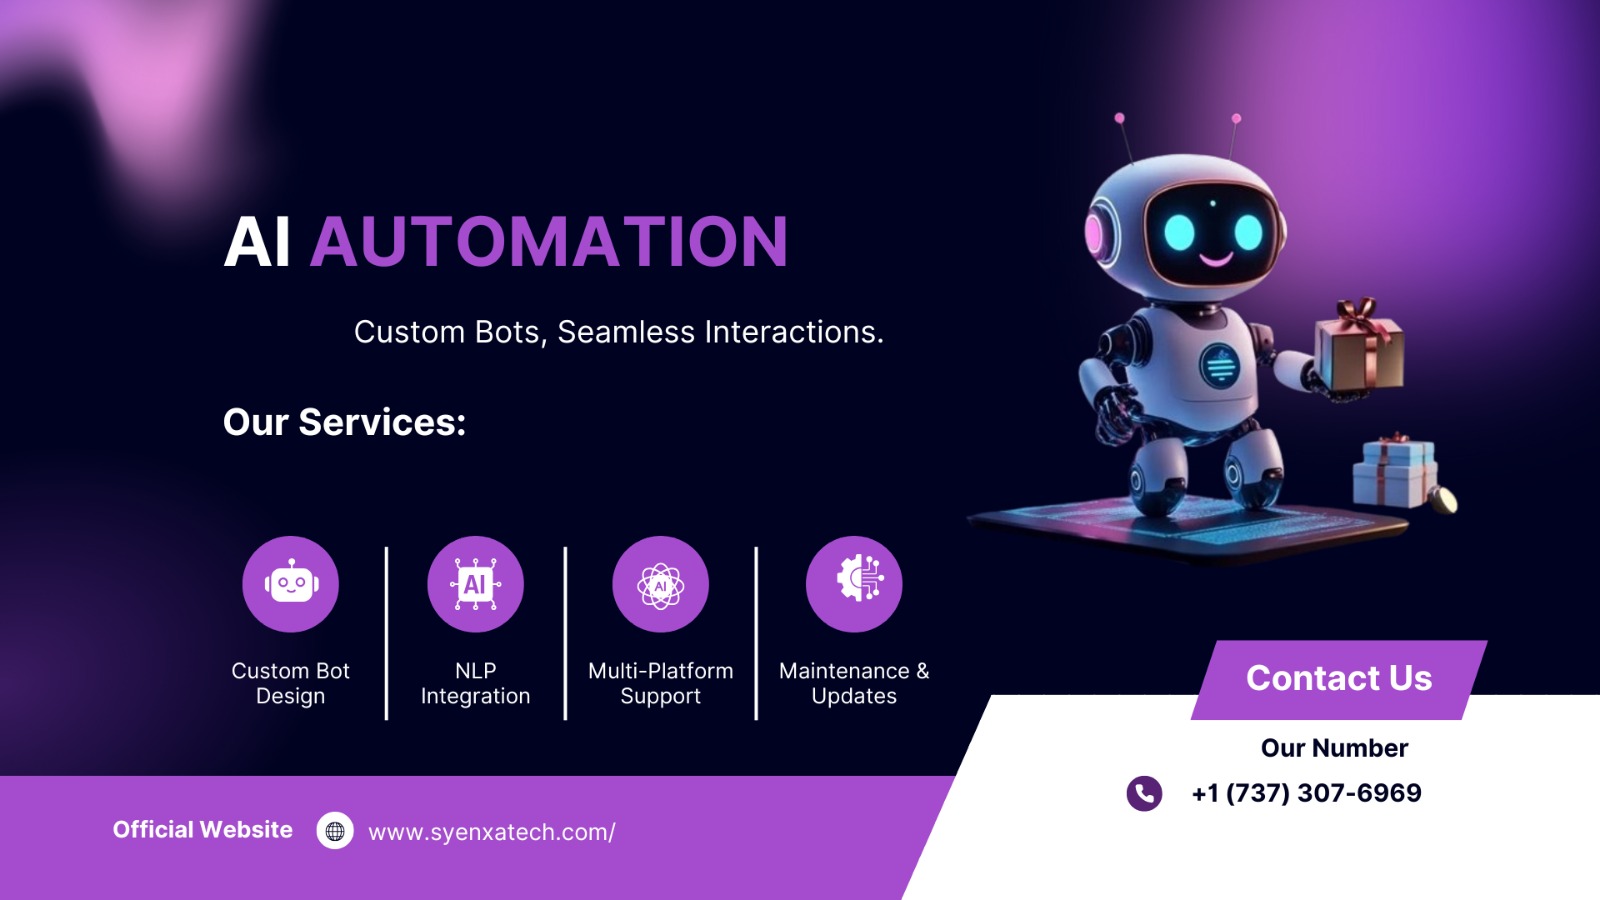 AI AUTOMATION
Custom Bots, Seamless Interactions.
Our Services:
Custom Bot
Design
AI
NLP
Integration
AI
Multi-Platform
Support
Maintenance &
Updates
Contact Us
Our Number
+1 (737) 307-6969
Official Website
www.syenxatech.com/